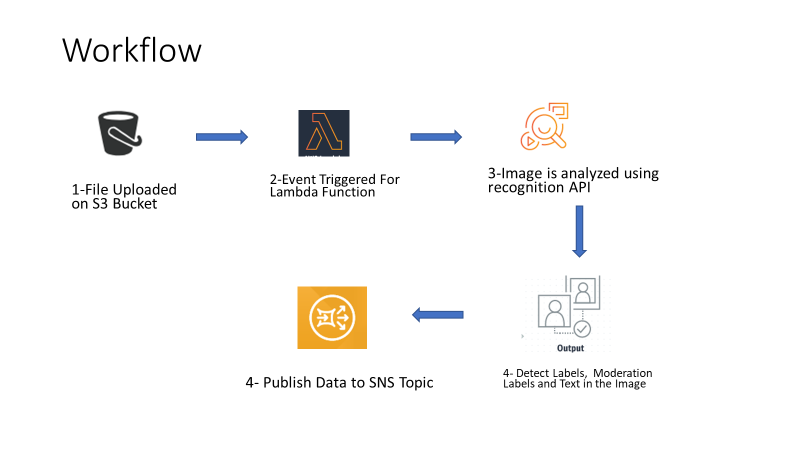 Workflow
1-File Uploaded
on S3 Bucket
2-Event Triggered For
Lambda Function
3-Image is analyzed using
recognition API
Output
4- Detect Labels,  Moderation
Labels and Text in the Image
4- Publish Data to SNS Topic